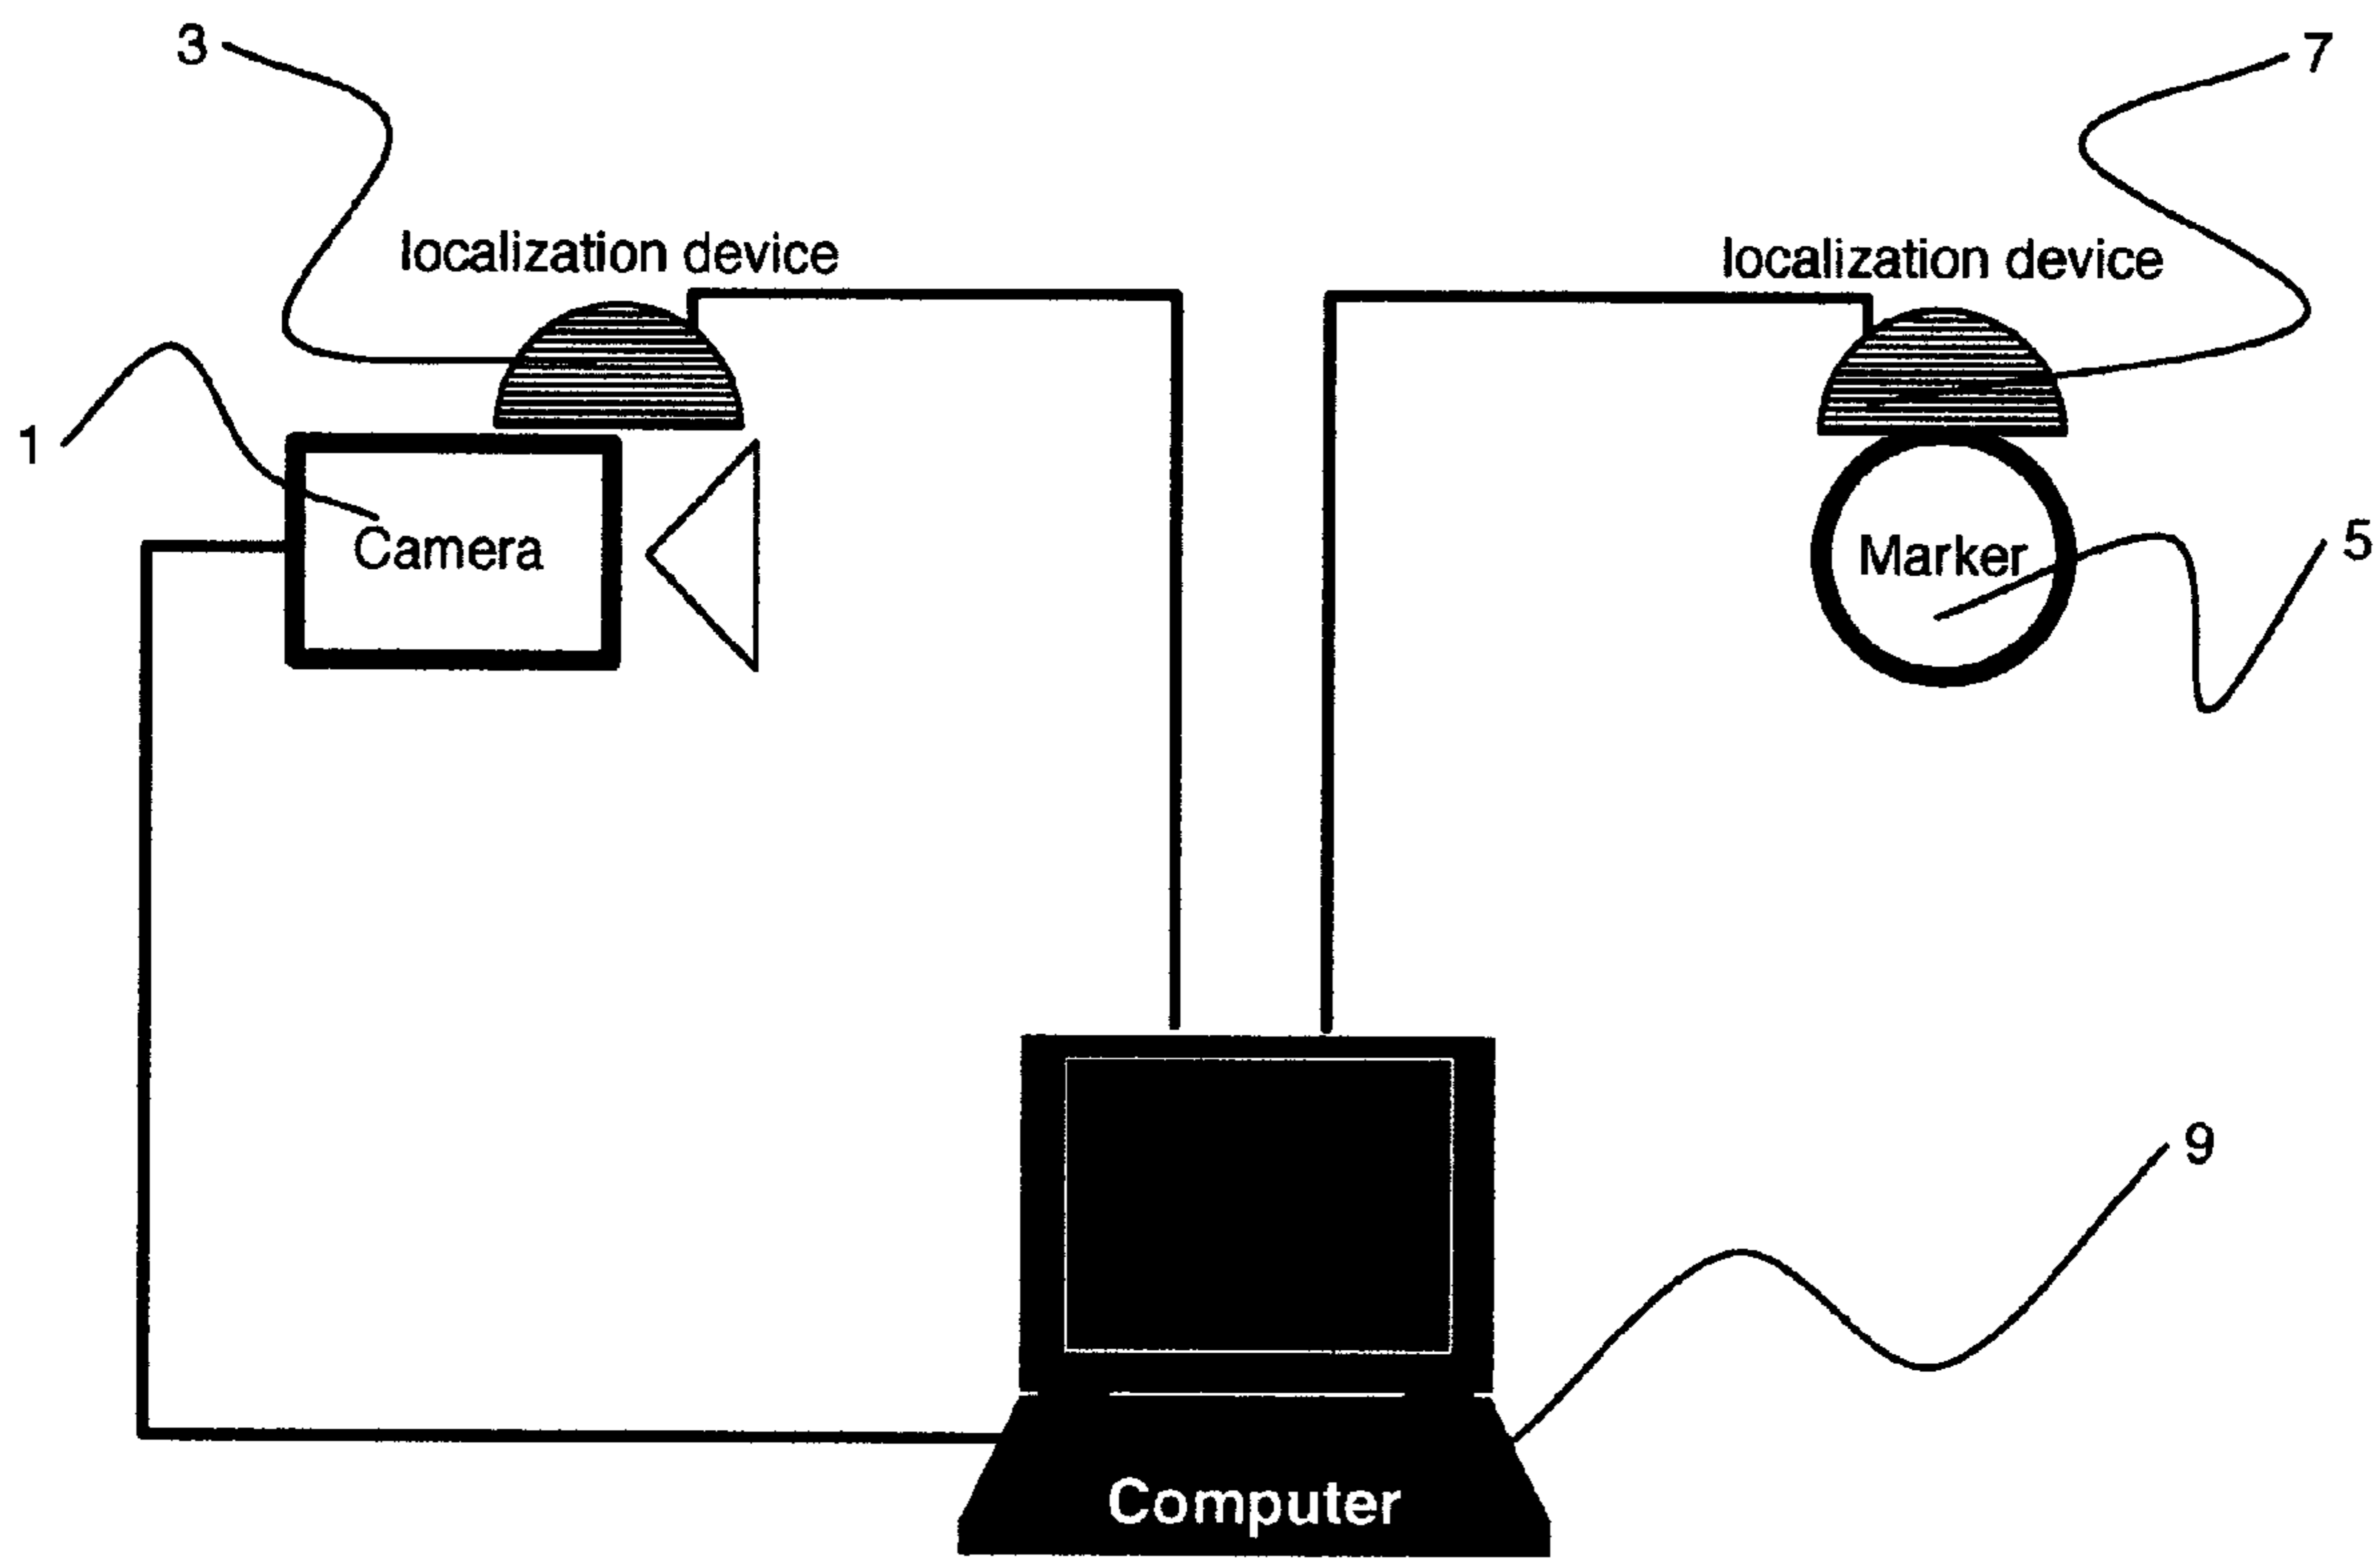 3
7
localization device
localization device
1
Camera
Marker
5
9
Computer